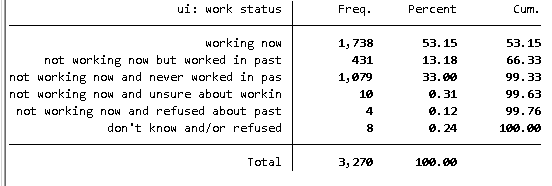 ui: work status Freq. Percent Cum.
working now 1,738 53.15 53.15
not working now but worked in past 431 13.18 66.33
not working now and never worked in pas 1,079 33.00 99.33
not working now and unsure about workin 10 0.31 99.63
not working now and refused about past 4 0.12 99.76
don't know and/or refused 8 0.24 100.00
Total 3,270 100.00